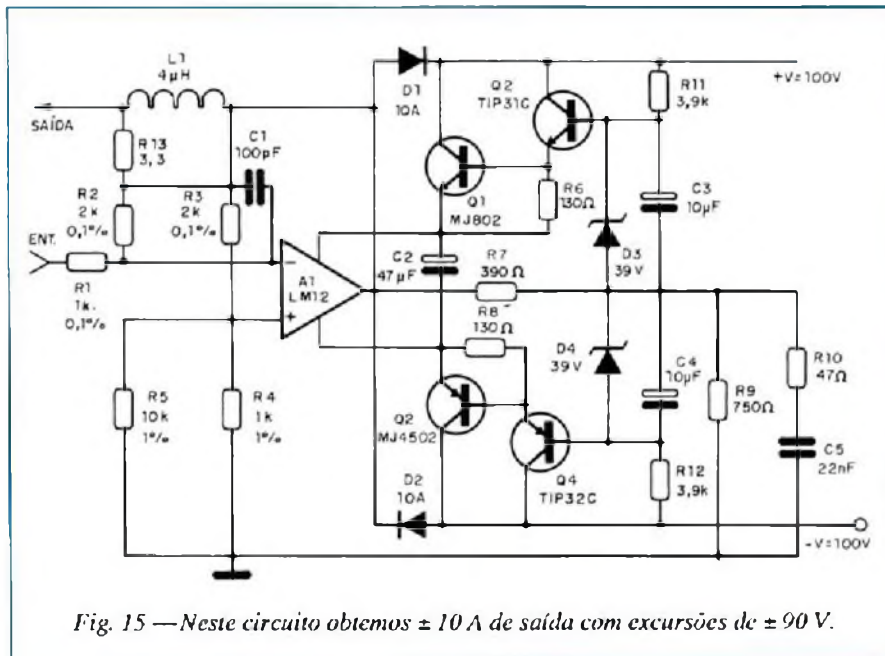 L1
4µH
SAÍDA
R13
3,3
C1
100pF
R2
2k
0,1%
R3
2k
0,1%
ENT.
R1
1k.
0,1%
A1
LM12
-
+
R5
10k
1%
R4
1k
1%
D1
10A
Q2
TIP31C
R11
3,9k
+V=100V
Q1
MJ802
R6
130Ω
C3
10µF
C2
47µF
R7
390Ω
D3
39V
R8
130Ω
D4
39V
C4
10µF
R9
750Ω
R10
47Ω
C5
22nF
Q2
MJ4502
Q4
TIP32C
R12
3,9k
D2
10A
-V=100V
Fig. 15 —Neste circuito obtemos ± 10 A de saída com excursões de ± 90 V.